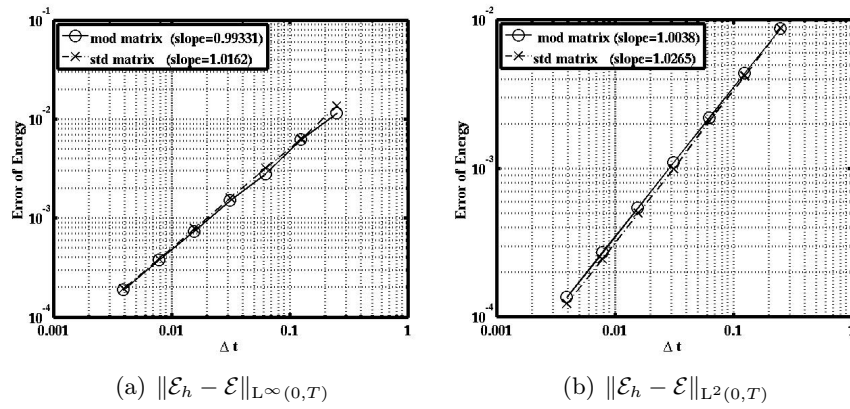 10^-1
mod matrix (slope=0.99331)
std matrix (slope=1.0162)
10^-2
10^-3
10^-4
0.001
0.01
0.1
1
Error of Energy
Δ t
(a) ‖ℰ_h − ℰ‖_{L^∞(0,T)}
10^-2
mod matrix (slope=1.0038)
std matrix (slope=1.0265)
10^-3
10^-4
0.001
0.01
0.1
1
Error of Energy
Δ t
(b) ‖ℰ_h − ℰ‖_{L^2(0,T)}